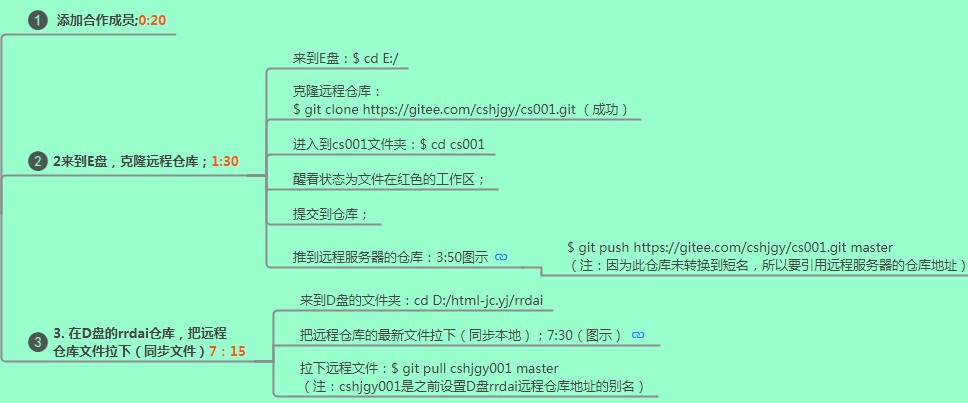 1 添加合作成员;0:20
来到E盘：$ cd E:/
克隆远程仓库：
$ git clone https://gitee.com/cshjgy/cs001.git（成功）
2 2来到E盘，克隆远程仓库；1:30
进入到cs001文件夹：$ cd cs001
醒看状态为文件在红色的工作区；
提交到仓库；
推到远程服务器的仓库：3:50图示
$ git push https://gitee.com/cshjgy/cs001.git master
（注：因为此仓库未转换到短名，所以要引用远程服务器的仓库地址）
3 3. 在D盘的rrdai仓库，把远程
仓库文件拉下（同步文件）7：15
来到D盘的文件夹：cd D:/html-jc.yj/rrdai
把远程仓库的最新文件拉下（同步本地）；7:30（图示）
拉下远程文件：$ git pull cshjgy001 master
（注：cshjgy001是之前设置D盘rrdai远程仓库地址的别名）